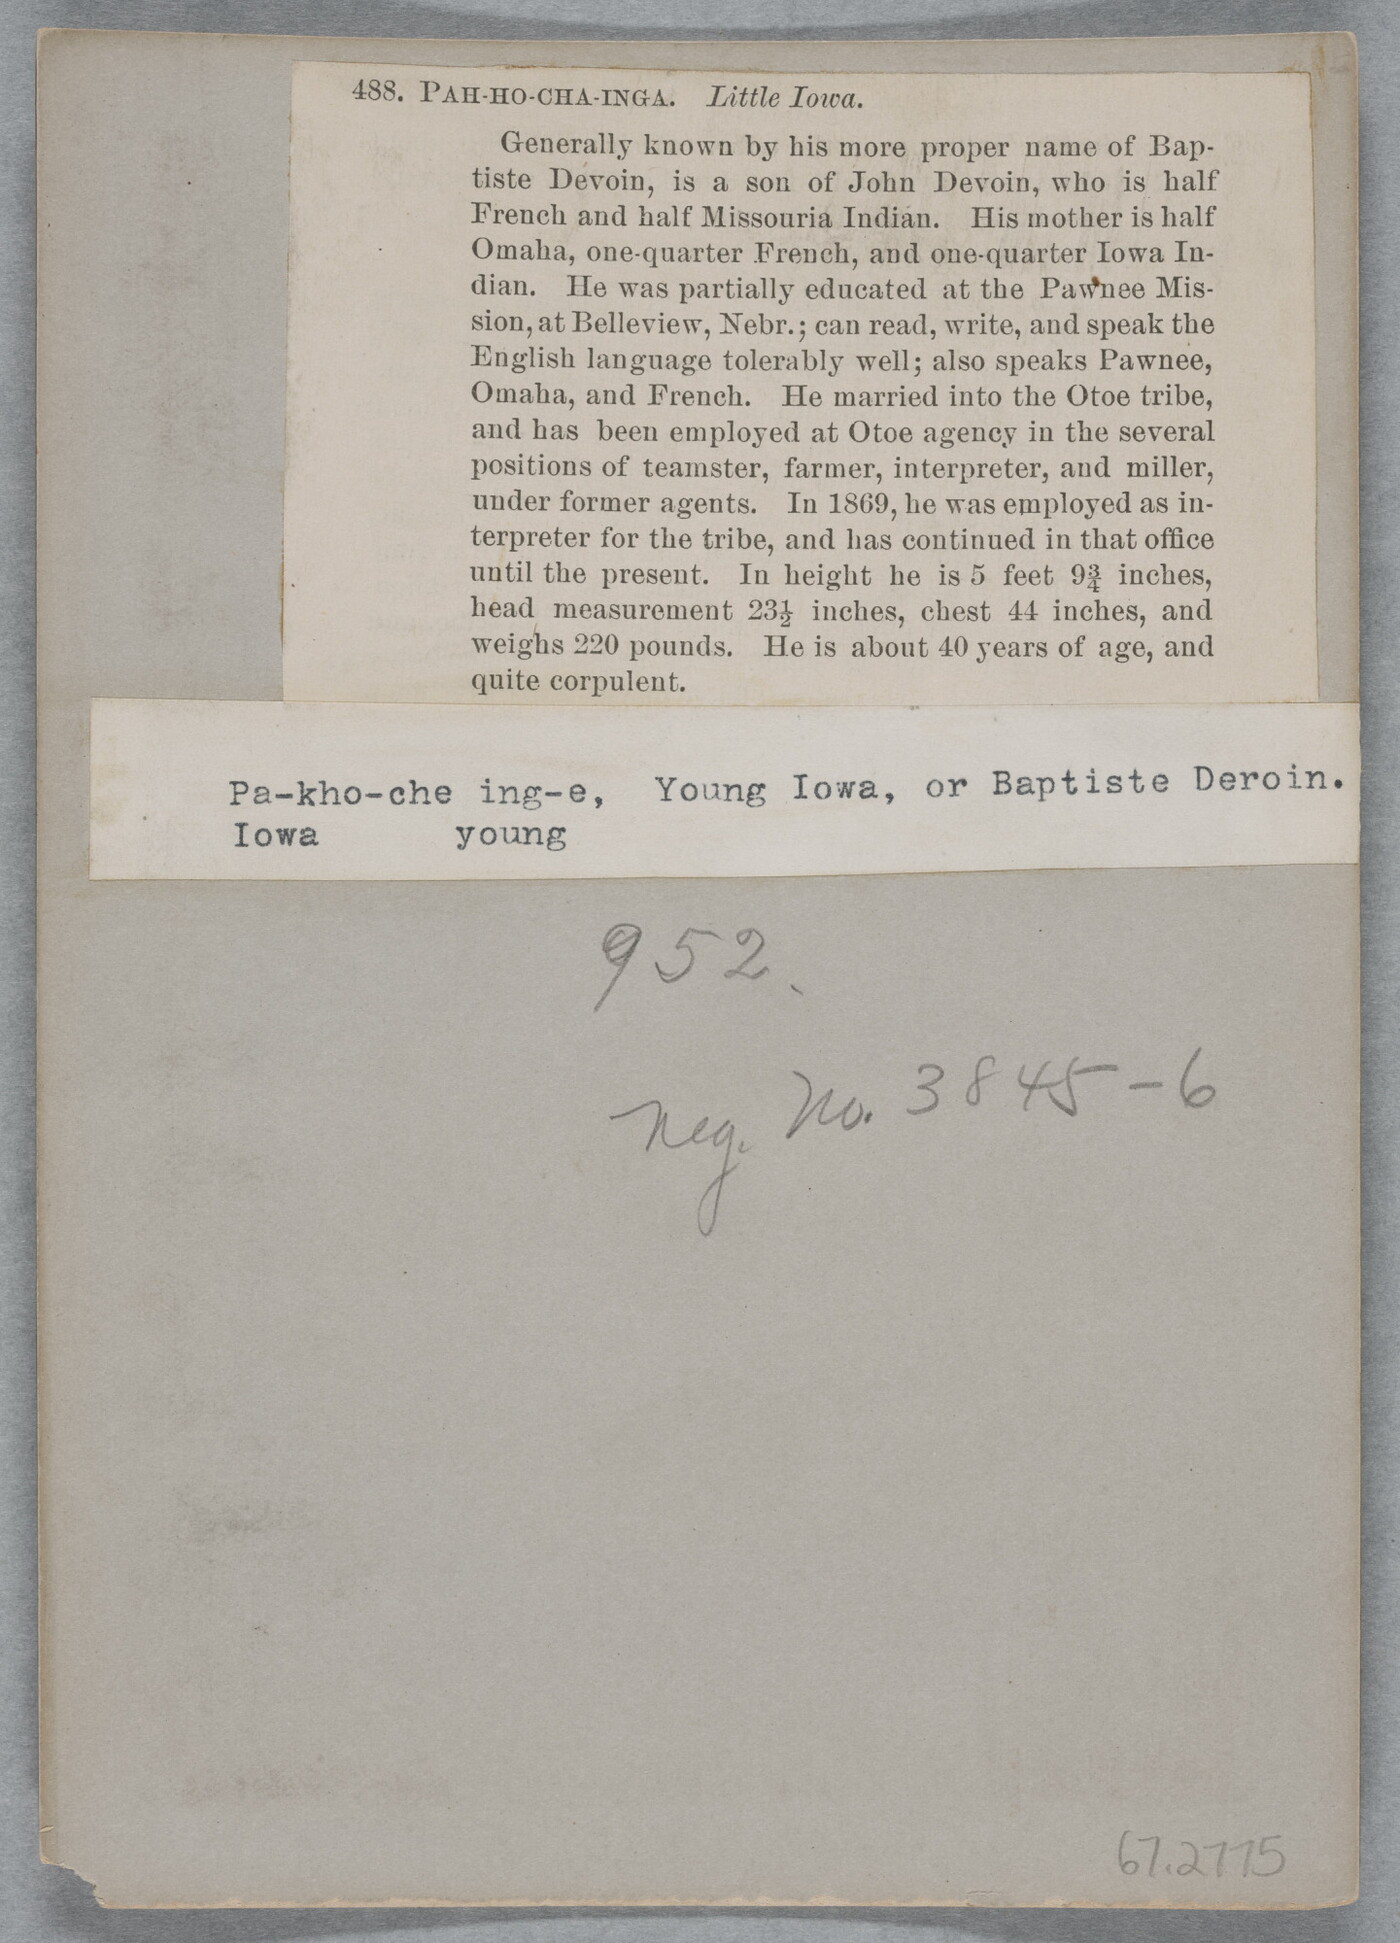 488. PAH-HO-CHA-INGA. Little Iowa.
Generally known by his more proper name of Bap-
tiste Devoin, is a son of John Devoin, who is half
French and half Missouria Indian. His mother is half
Omaha, one-quarter French, and one-quarter Iowa In-
dian. He was partially educated at the Pawnee Mis-
sion, at Belleview, Nebr.; can read, write, and speak the
English language tolerably well; also speaks Pawnee,
Omaha, and French. He married into the Otoe tribe,
and has been employed at Otoe agency in the several
positions of teamster, farmer, interpreter, and miller,
under former agents. In 1869, he was employed as in-
terpreter for the tribe, and has continued in that office
until the present. In height he is 5 feet 9¾ inches,
head measurement 23½ inches, chest 44 inches, and
weighs 220 pounds. He is about 40 years of age, and
quite corpulent.
Pa-kho-che ing-e, Young Iowa, or Baptiste Deroin.
Iowa young
952.
Neg. No. 3845-6
67.2775